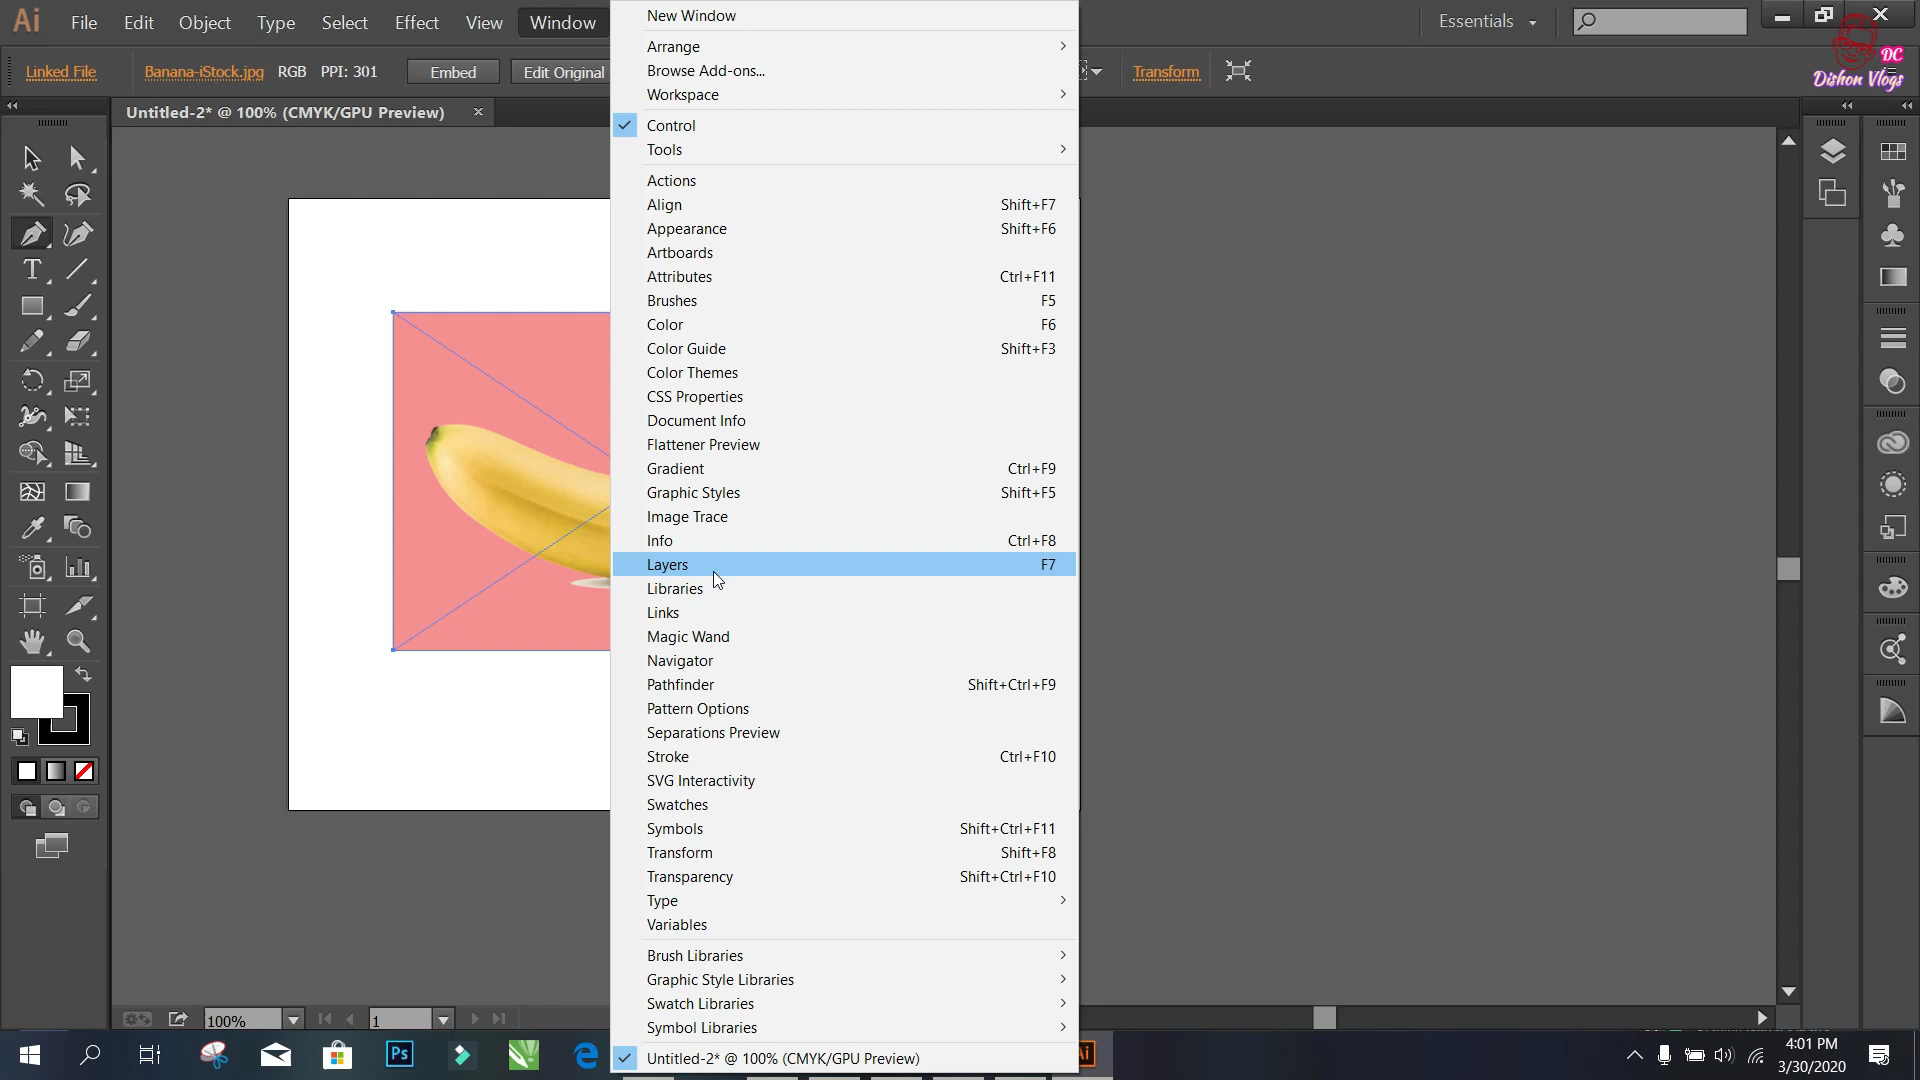 Ai File Edit Object Type Select Effect View Window Essentials
Linked File Banana-iStock.jpg RGB PPI: 301 Embed Edit Original Transform
DC
Dishon Vlogs
Untitled-2* @ 100% (CMYK/GPU Preview) ×
New Window
Arrange
Browse Add-ons...
Workspace
Control
Tools
Actions
Align Shift+F7
Appearance Shift+F6
Artboards
Attributes Ctrl+F11
Brushes F5
Color F6
Color Guide Shift+F3
Color Themes
CSS Properties
Document Info
Flattener Preview
Gradient Ctrl+F9
Graphic Styles Shift+F5
Image Trace
Info Ctrl+F8
Layers F7
Libraries
Links
Magic Wand
Navigator
Pathfinder Shift+Ctrl+F9
Pattern Options
Separations Preview
Stroke Ctrl+F10
SVG Interactivity
Swatches
Symbols Shift+Ctrl+F11
Transform Shift+F8
Transparency Shift+Ctrl+F10
Type
Variables
Brush Libraries
Graphic Style Libraries
Swatch Libraries
Symbol Libraries
Untitled-2* @ 100% (CMYK/GPU Preview)
100% 1
Ps Ai
4:01 PM
3/30/2020